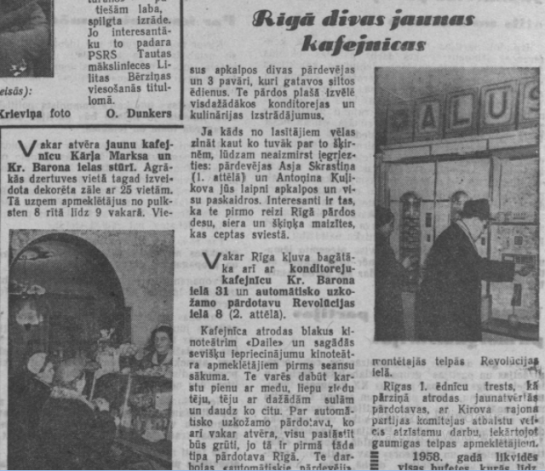 tiešām laba,
spilgta izrāde.
Jo interesantā-
ku to padara
PSRS Tautas
mākslinieces Li-
litas Bērziņas
viesošanās titul-
lomā.
O. Dunkers
Krieviņa foto
Rīgā divas jaunas
kafejnīcas
Vakar atvēra jaunu kafej-
nīcu Kārļa Marksa un
Kr. Barona ielas stūrī. Agrā-
kās dzertuves vietā tagad izvei-
dota dekorēta zāle ar 25 vietām.
Tā uzņem apmeklētājus no pulk-
sten 8 rītā līdz 9 vakarā. Vie-
sus apkalpos divas pārdevējas
un 3 pavāri, kuri gatavos siltos
ēdienus. Te pārdos plašā izvēlē
visdažādākos konditorejas un
kulinārijas izstrādājumus.
Ja kāds no lasītājiem vēlas
zināt kaut ko tuvāk par to šķir-
nēm, lūdzam neaizmirst iegriez-
ties: pārdevējas Asja Skrastiņa
(1. attēlā) un Antoņina Kuļi-
kova jūs laipni apkalpos un vi-
su paskaidros. Interesanti ir tas,
ka te pirmo reizi Rīgā pārdos
desu, siera un šķiņķa maizītes,
kas ceptas sviestā.
Vakar Rīga kļuva bagātā-
ka arī ar konditoreju-
kafejnīcu Kr. Barona
ielā 31 un automātisko uzko-
žamo pārdotavu Revolūcijas
ielā 8 (2. attēlā).
Kafejnīca atrodas blakus ki-
noteātrim «Daile» un sagādās
sevišķu iepriecinājumu kinoteāt-
ra apmeklētājiem pirms seansu
sākuma. Te varēs dabūt kar-
stu pienu ar medu, liepu ziedu
tēju, tēju ar dažādām sulām
un daudz ko citu. Par automā-
tisko uzkožamo pārdotavu, ko
arī vakar atvēra, visu pasūtīt
būs grūti, jo tā ir pirmā tāda
tipa pārdotava Rīgā. Te dar-
ALUS
montētajās telpās Revolūcijas
ielā.
Rīgas 1. ēdnīcu trests, kā
pārziņā atrodas jaunatvērtās
pārdotavas, ar Kirova rajona
partijas komitejas atbalstu veic
atzīstamu darbu, iekārtojot
gaumīgas telpas apmeklētājiem.
1958. gadā likvidēs